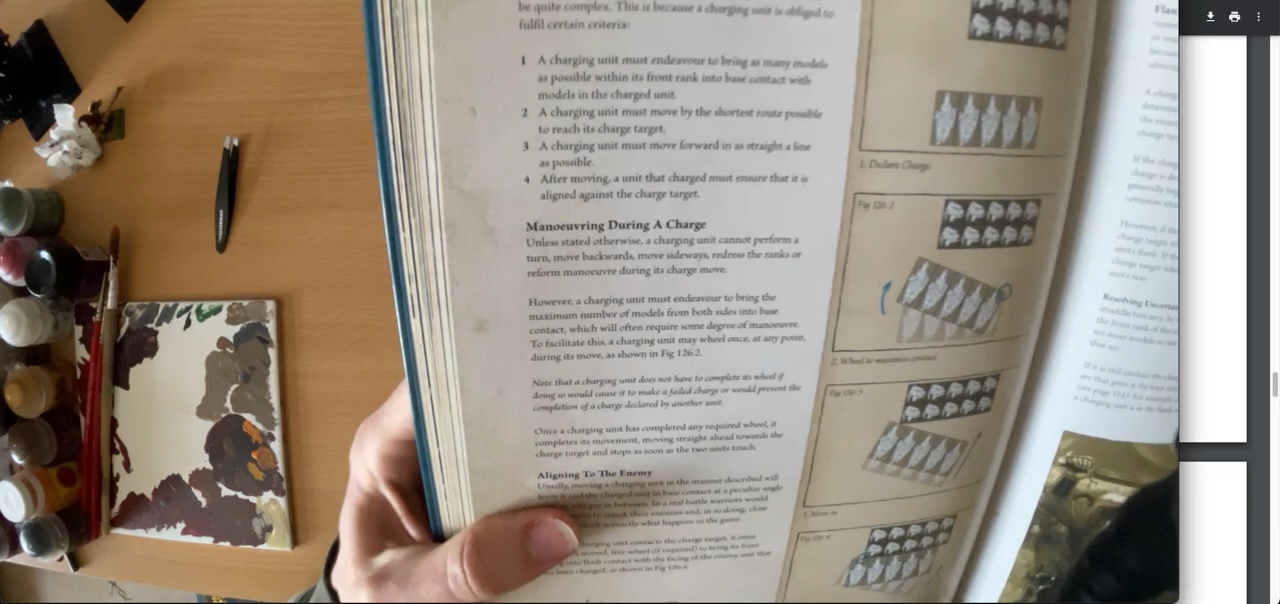 be quite complex. This is because a charging unit is obliged to
fulfil certain criteria:
1 A charging unit must endeavour to bring as many models
as possible within its front rank into base contact with
models in the charged unit.
2 A charging unit must move by the shortest route possible
to reach its charge target.
3 A charging unit must move forward in as straight a line
as possible.
4 After moving, a unit that charged must ensure that it is
aligned against the charge target.
Manoeuvring During A Charge
Unless stated otherwise, a charging unit cannot perform a
turn, move backwards, move sideways, redress the ranks or
reform manoeuvre during its charge move.
However, a charging unit must endeavour to bring the
maximum number of models from both sides into base
contact, which will often require some degree of manoeuvre.
To facilitate this, a charging unit may wheel once, at any point,
during its move, as shown in Fig 126.2.
Note that a charging unit does not have to complete its wheel if
doing so would cause it to make a failed charge or would prevent the
completion of a charge declared by another unit.
Once a charging unit has completed any required wheel, it
completes its movement, moving straight ahead towards the
charge target and stops as soon as the two units touch.
Aligning To The Enemy
Usually, moving a charging unit in the manner described will
leave it and the charged unit in base contact at a peculiar angle
odd gap in between. In a real battle warriors would
move to attack their enemies and, in so doing, close
which is exactly what happens in the game.
charging unit contacts the charge target, it must
free wheel (if required) to bring its front
into flush contact with the facing of the enemy unit that
been charged, as shown in Fig 126.4.
1. Declare Charge.
Fig 126.2
2. Wheel to maximise contact.
Fig 126.3
3. Move in.
Fig 126.4
Resolving